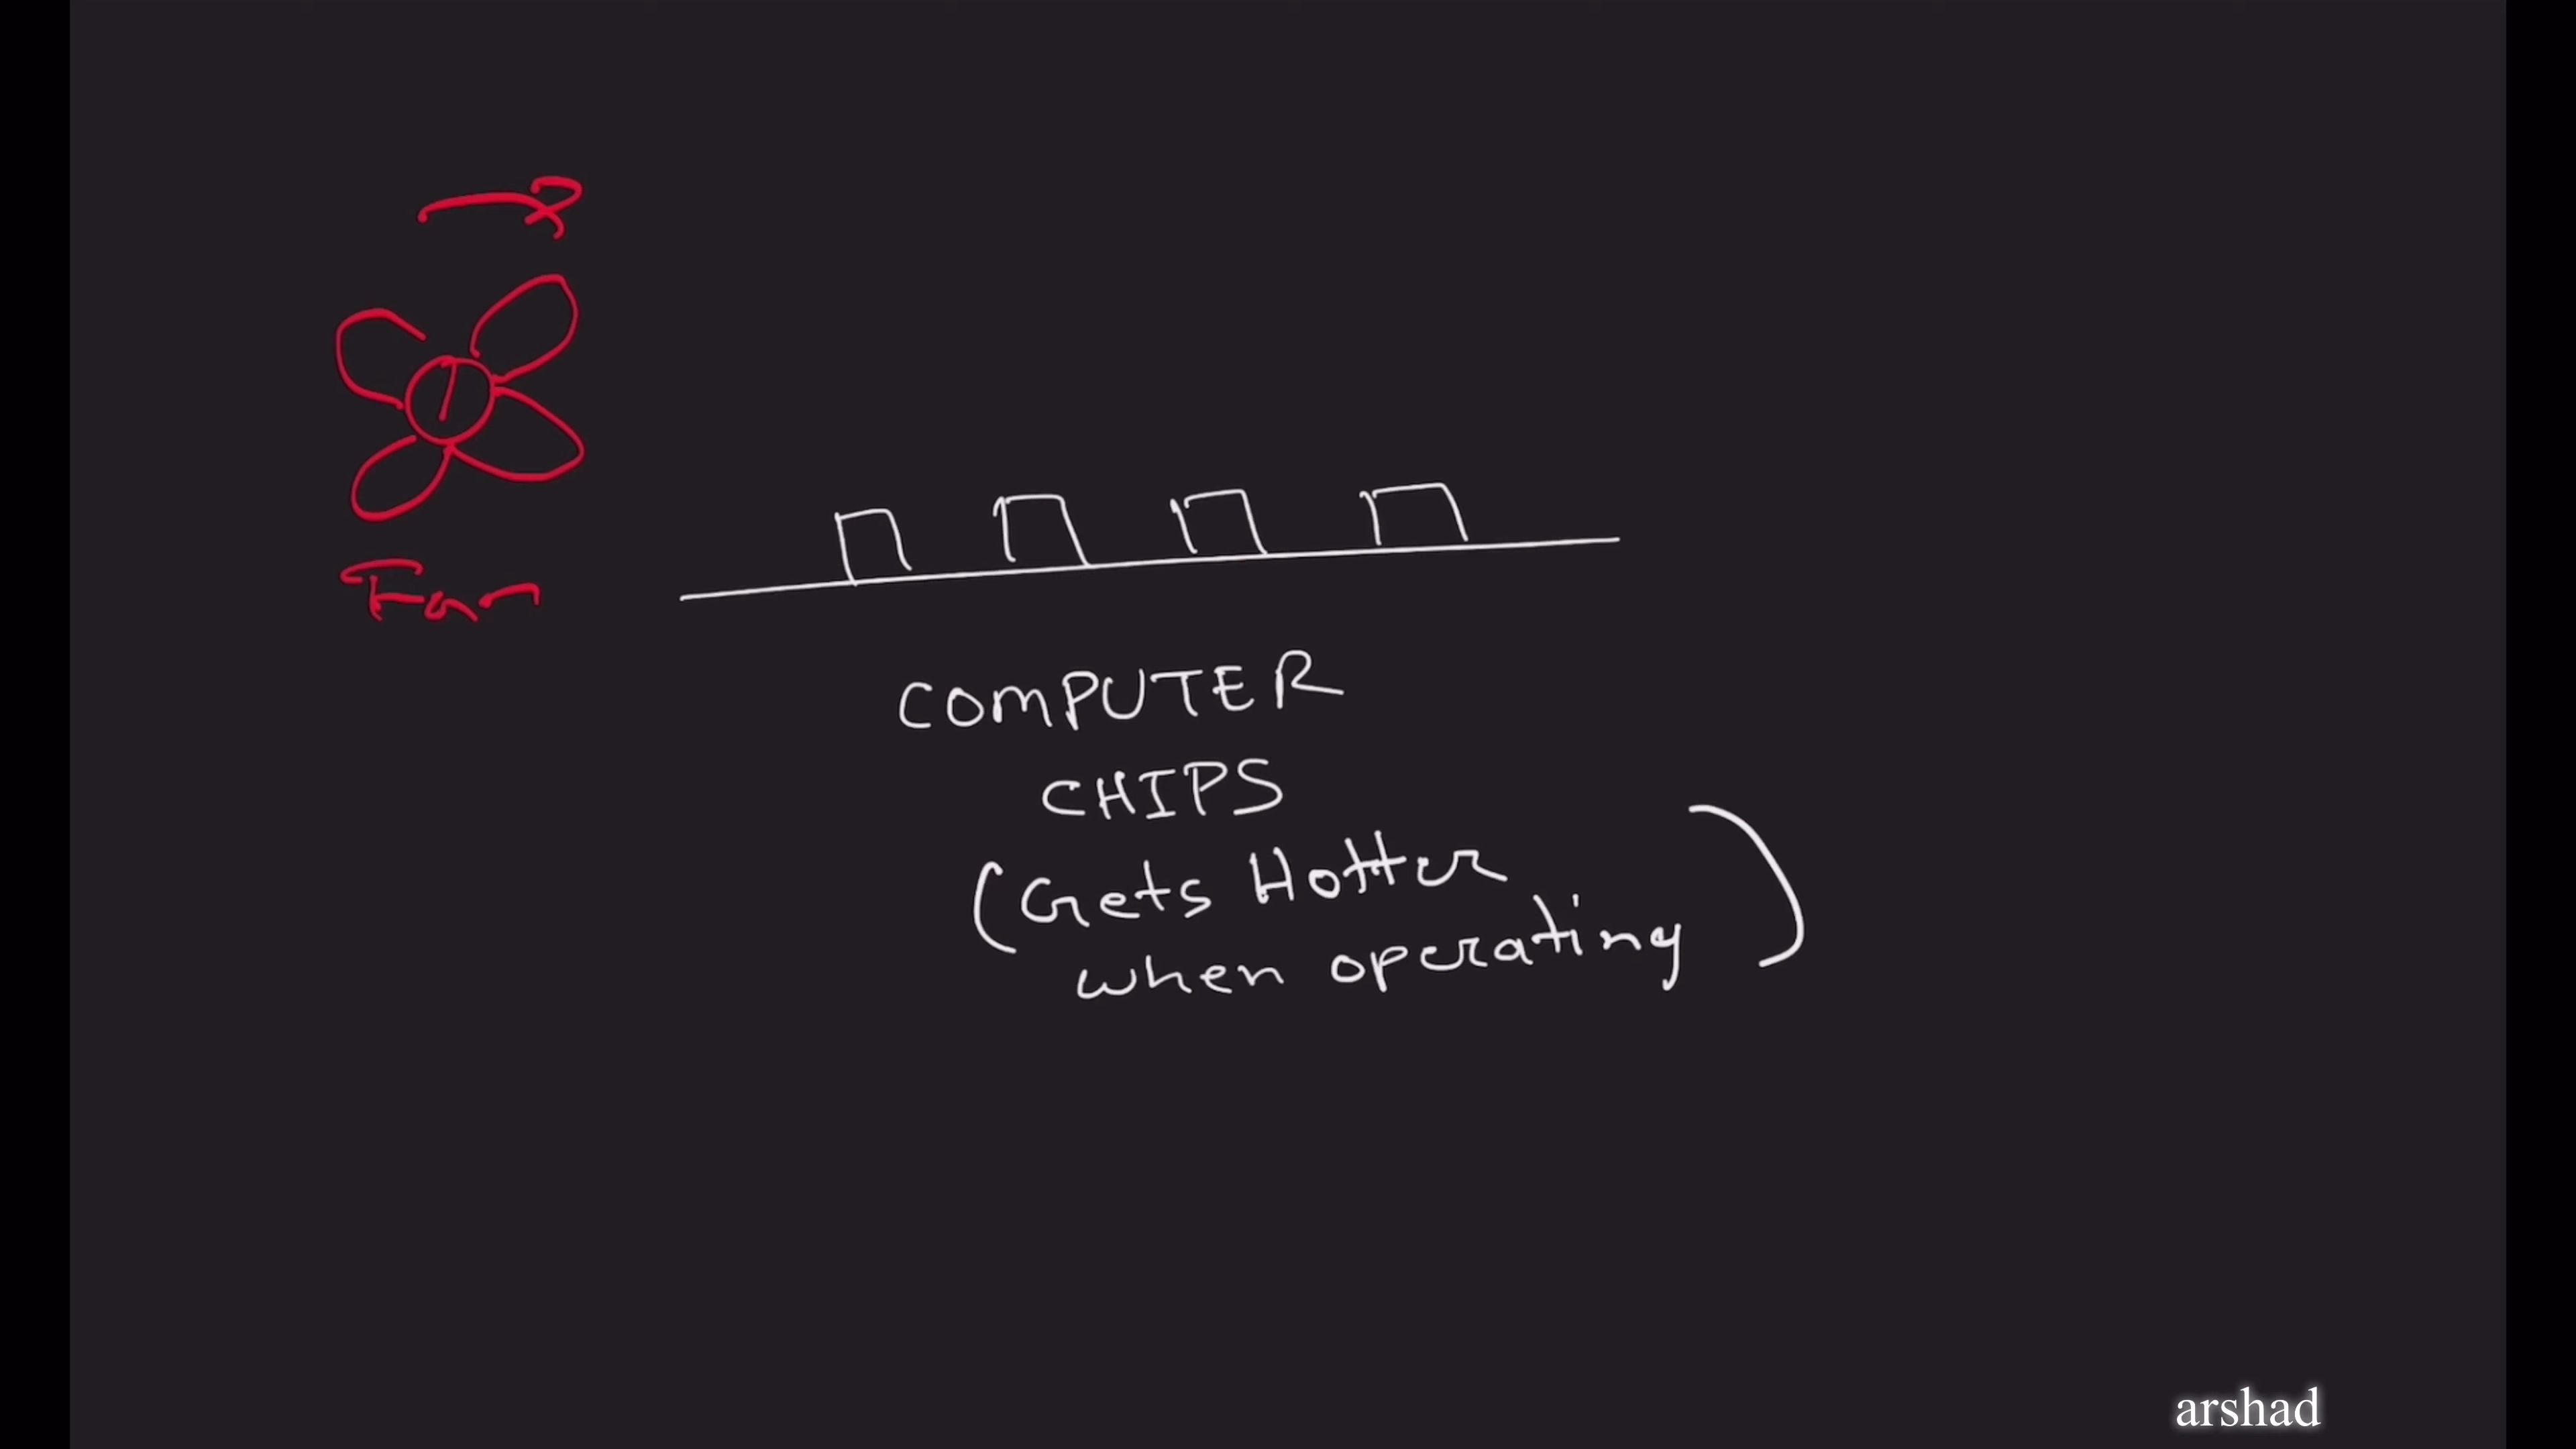 Fan
COMPUTER
CHIPS
(Gets Hotter
when operating)
arshad